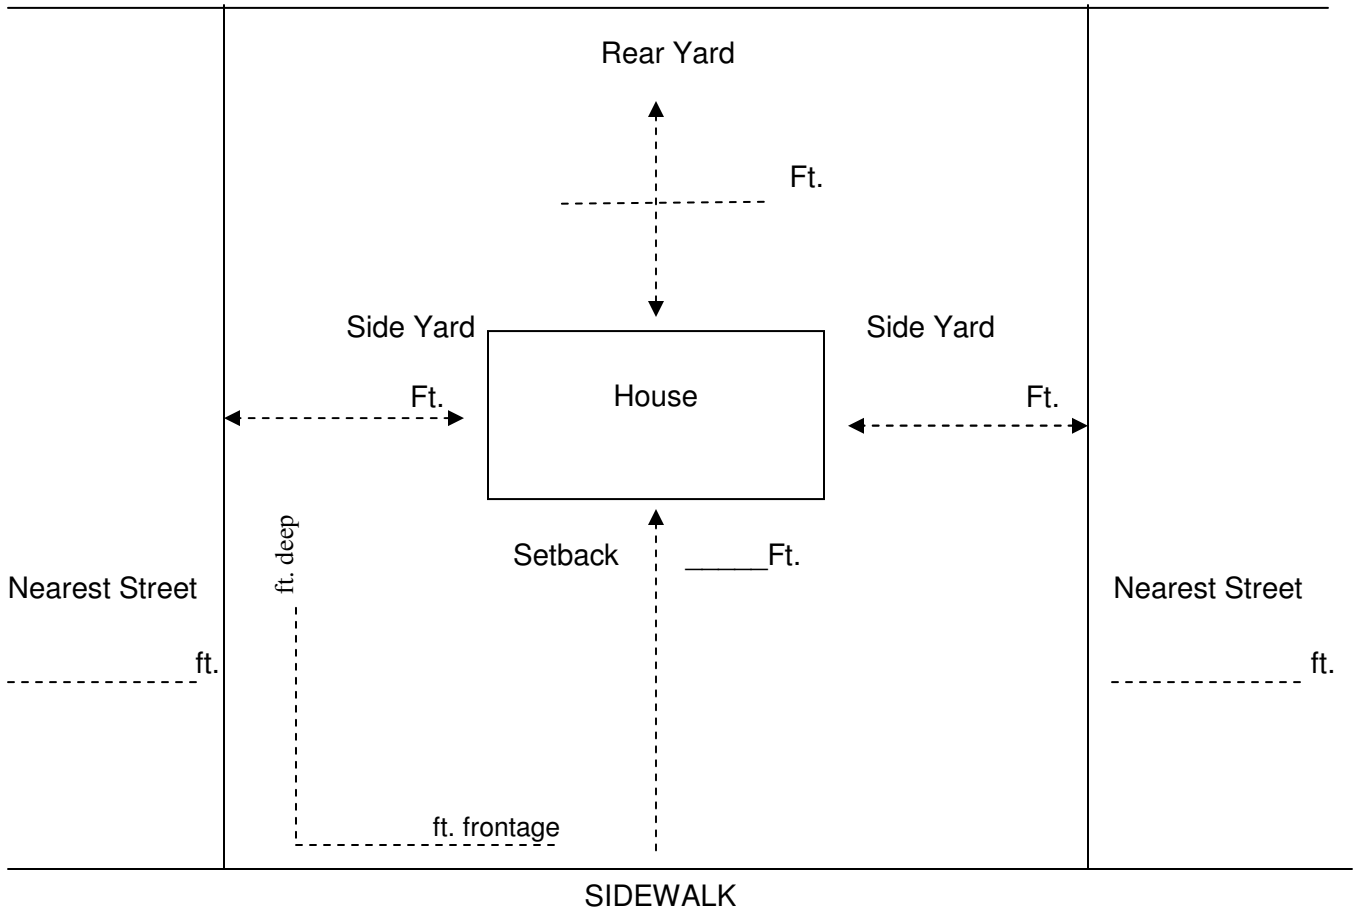 Rear Yard
Ft.
Side Yard
Side Yard
Ft.
House
Ft.
ft. deep
Setback _____Ft.
Nearest Street
Nearest Street
ft.
ft.
ft. frontage
SIDEWALK